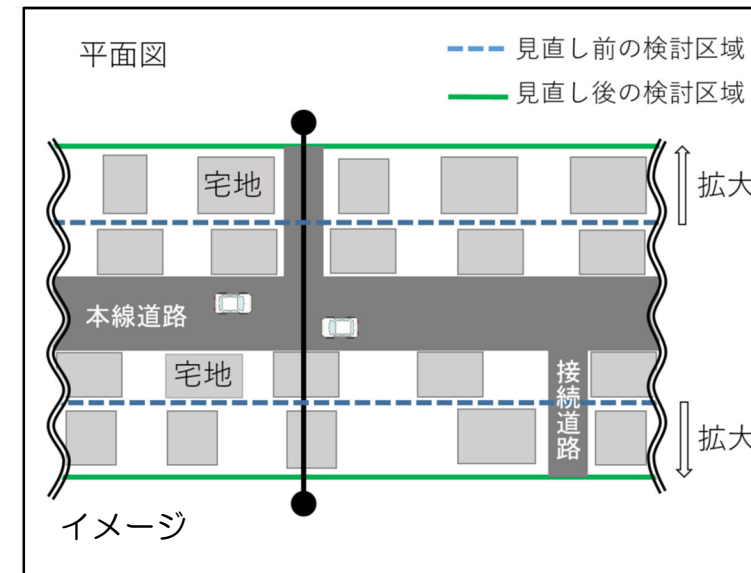 平面図
見直し前の検討区域
見直し後の検討区域
宅地
拡大
本線道路
宅地
接続道路
拡大
イメージ